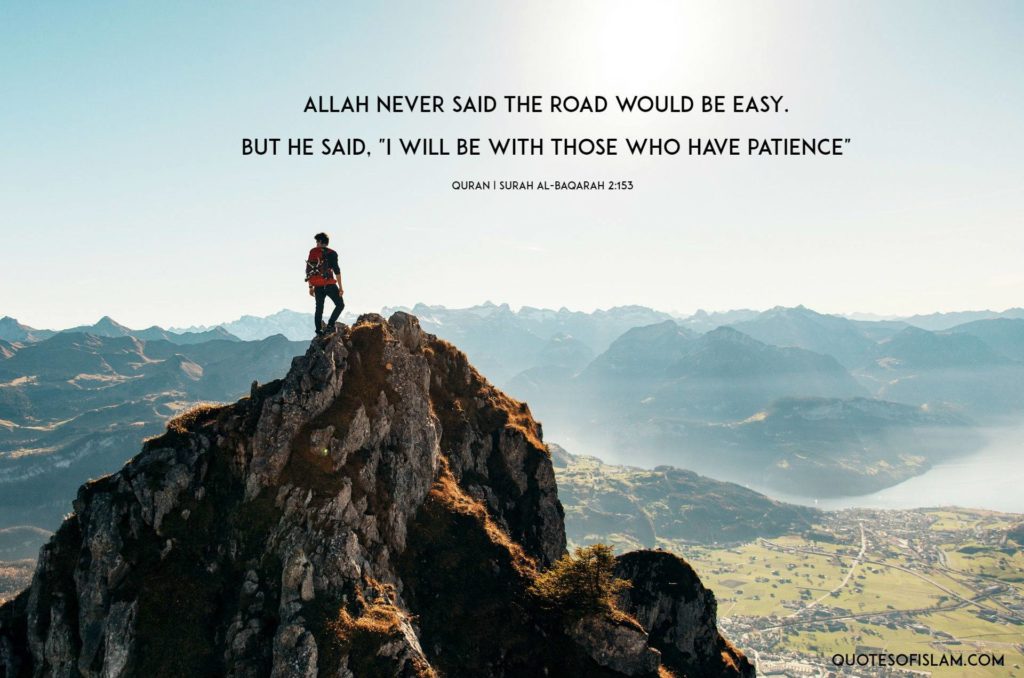 ALLAH NEVER SAID THE ROAD WOULD BE EASY.
BUT HE SAID, "I WILL BE WITH THOSE WHO HAVE PATIENCE"
QURAN | SURAH AL-BAQARAH 2:153
QUOTESOFISLAM.COM